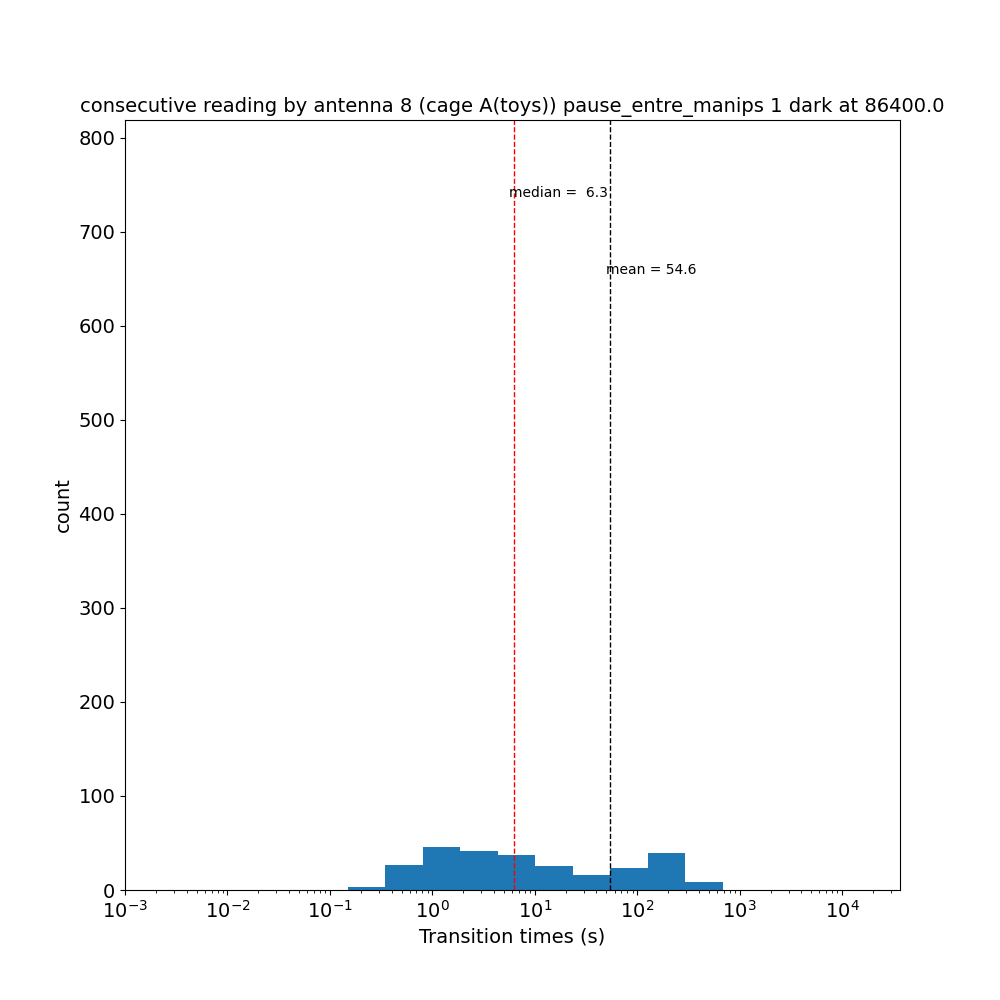 consecutive reading by antenna 8 (cage A(toys)) pause_entre_manips 1 dark at 86400.0
800
median =  6.3
700
mean = 54.6
600
500
400
count
300
200
100
0
10⁻³ 10⁻² 10⁻¹ 10⁰ 10¹ 10² 10³ 10⁴
Transition times (s)